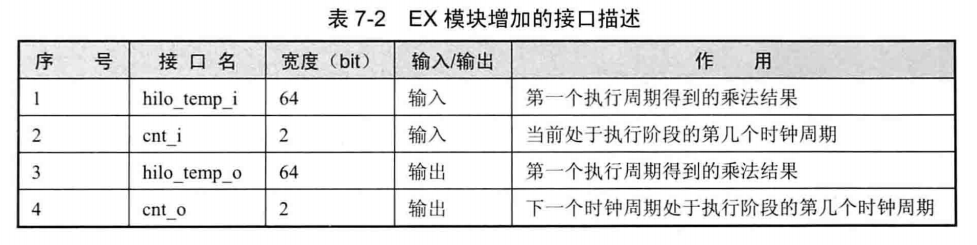 表 7-2 EX 模块增加的接口描述
序 号 接 口 名 宽度（bit） 输入/输出 作 用
1 hilo_temp_i 64 输入 第一个执行周期得到的乘法结果
2 cnt_i 2 输入 当前处于执行阶段的第几个时钟周期
3 hilo_temp_o 64 输出 第一个执行周期得到的乘法结果
4 cnt_o 2 输出 下一个时钟周期处于执行阶段的第几个时钟周期